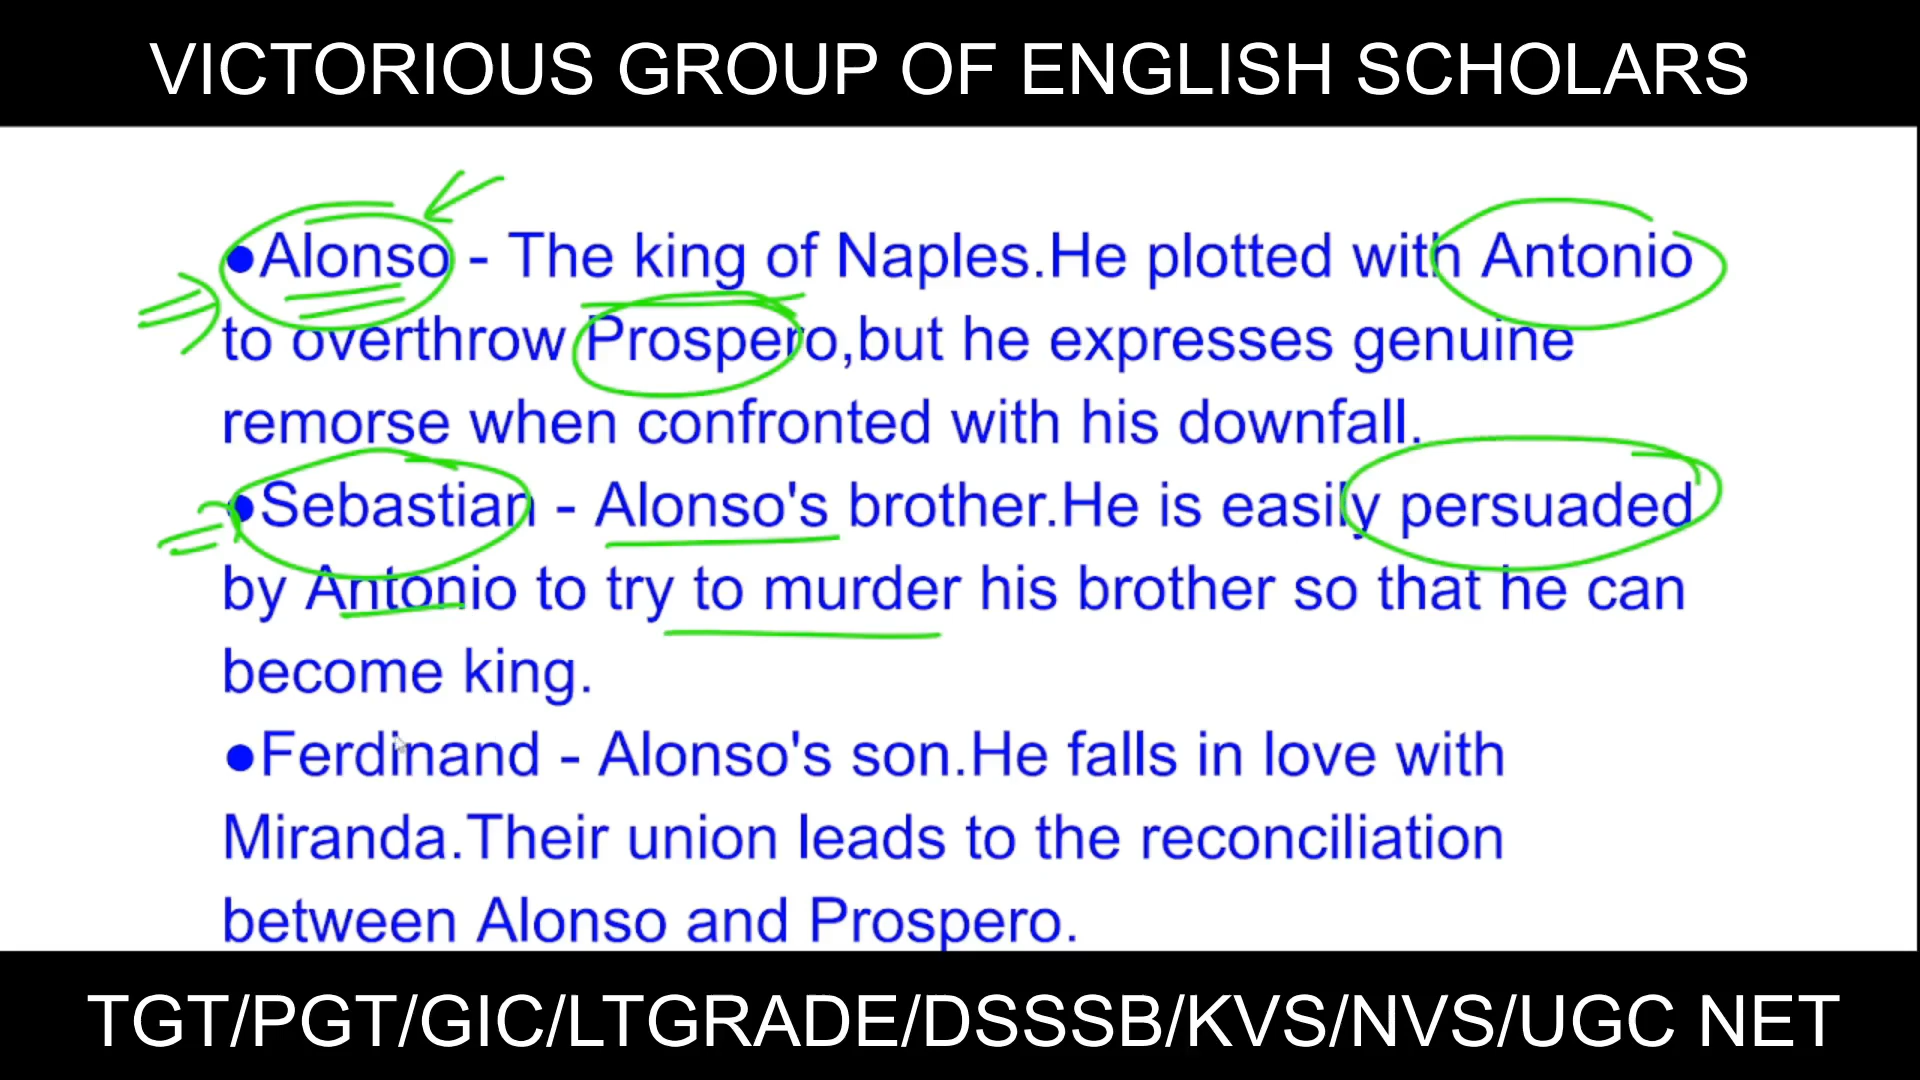 VICTORIOUS GROUP OF ENGLISH SCHOLARS
●Alonso - The king of Naples.He plotted with Antonio
to overthrow Prospero,but he expresses genuine
remorse when confronted with his downfall.
●Sebastian - Alonso's brother.He is easily persuaded
by Antonio to try to murder his brother so that he can
become king.
●Ferdinand - Alonso's son.He falls in love with
Miranda.Their union leads to the reconciliation
between Alonso and Prospero.
TGT/PGT/GIC/LTGRADE/DSSSB/KVS/NVS/UGC NET